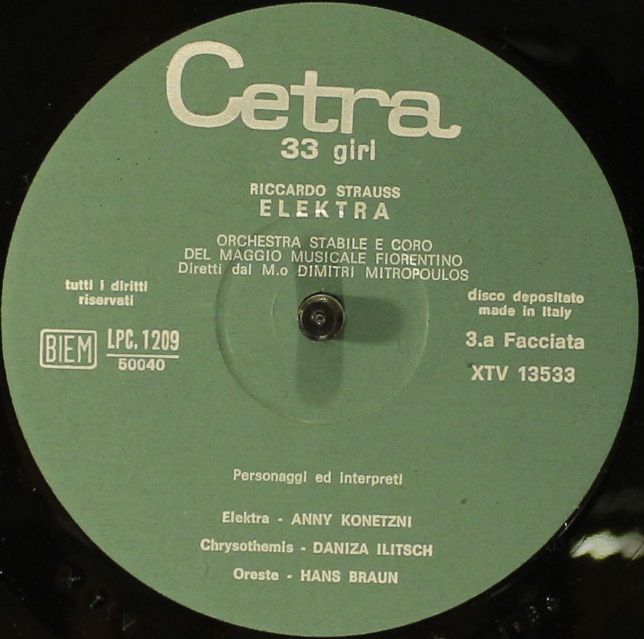 Cetra
33 giri
RICCARDO STRAUSS
ELEKTRA
ORCHESTRA STABILE E CORO
DEL MAGGIO MUSICALE FIORENTINO
Diretti dal M.o DIMITRI MITROPOULOS
tutti i diritti
riservati
BIEM
LPC. 1209
50040
disco depositato
made in Italy
3.a Facciata
XTV 13533
Personaggi ed interpreti
Elektra - ANNY KONETZNI
Chrysothemis - DANIZA ILITSCH
Oreste - HANS BRAUN